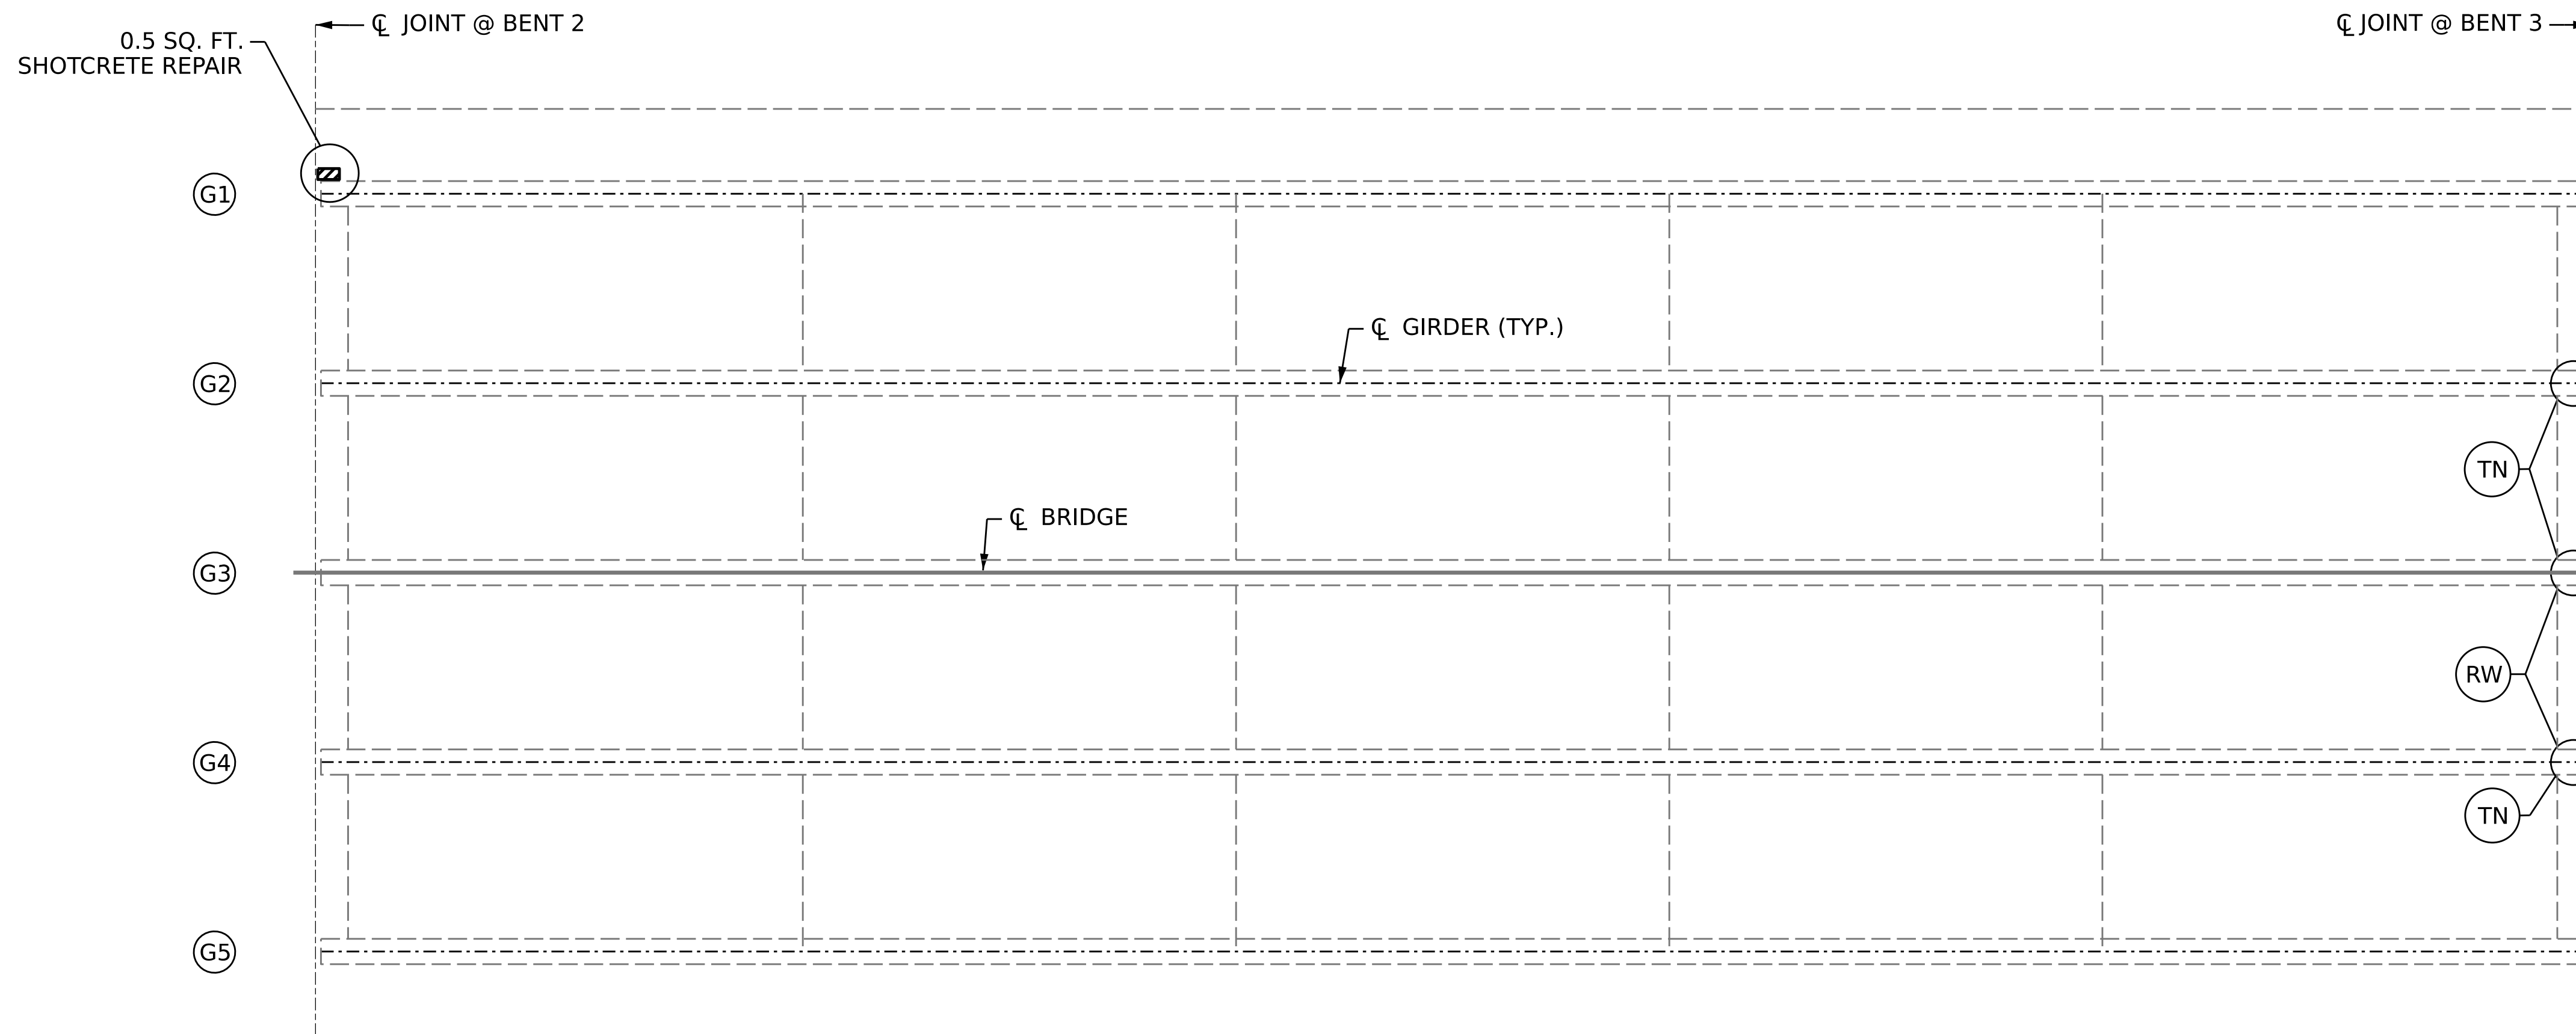 ℄ JOINT @ BENT 2
℄ JOINT @ BENT 3
0.5 SQ. FT.
SHOTCRETE REPAIR
G1
℄ GIRDER (TYP.)
G2
TN
℄ BRIDGE
G3
RW
G4
TN
G5